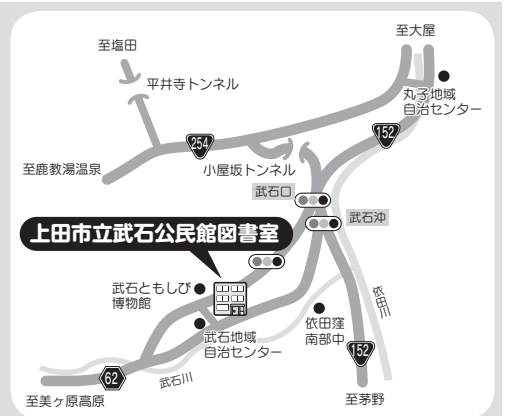 至大屋
至塩田
平井寺トンネル
丸子地域
自治センター
254
152
至鹿教湯温泉
小屋坂トンネル
武石口
武石沖
上田市立武石公民館図書室
武石ともしび
博物館
武石地域
自治センター
依田窪
南部中
依田川
152
62
武石川
至美ヶ原高原
至茅野